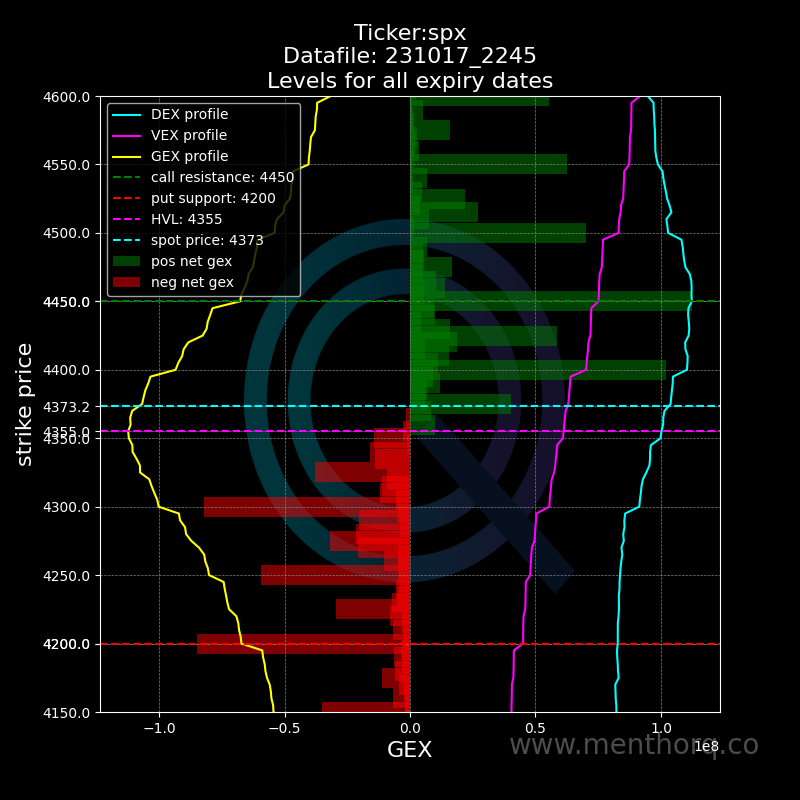 Ticker:spx
Datafile: 231017_2245
Levels for all expiry dates
DEX profile
VEX profile
GEX profile
call resistance: 4450
put support: 4200
HVL: 4355
spot price: 4373
pos net gex
neg net gex
strike price
4600.0
4550.0
4500.0
4450.0
4400.0
4373.2
4355.0
4350.0
4300.0
4250.0
4200.0
4150.0
−1.0
−0.5
0.0
0.5
1.0
1e8
GEX
www.menthorq.co